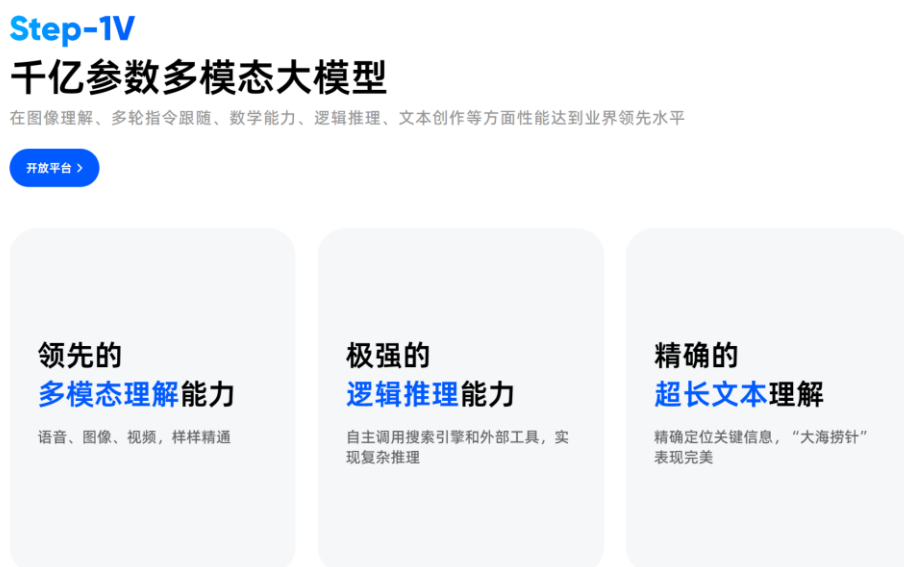 Step-1V
千亿参数多模态大模型
在图像理解、多轮指令跟随、数学能力、逻辑推理、文本创作等方面性能达到业界领先水平
开放平台 >
领先的
多模态理解能力
语音、图像、视频，样样精通
极强的
逻辑推理能力
自主调用搜索引擎和外部工具，实
现复杂推理
精确的
超长文本理解
精确定位关键信息，“大海捞针”
表现完美